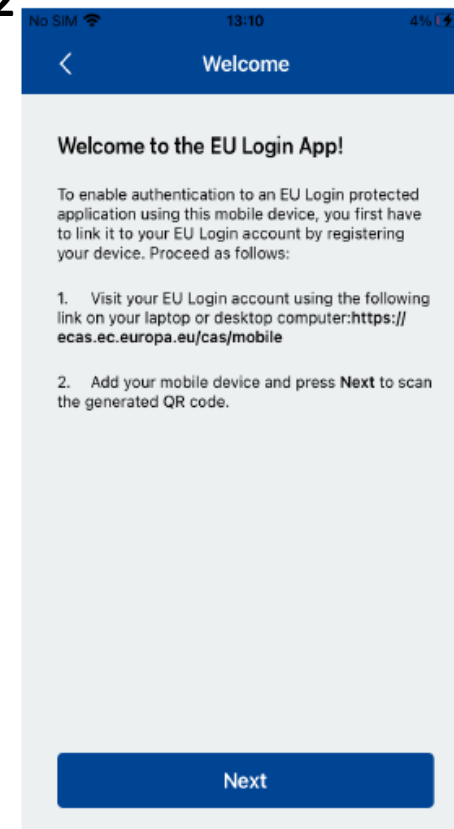 2
No SIM 13:10 4%
Welcome
Welcome to the EU Login App!
To enable authentication to an EU Login protected
application using this mobile device, you first have
to link it to your EU Login account by registering
your device. Proceed as follows:
1. Visit your EU Login account using the following
link on your laptop or desktop computer:https://
ecas.ec.europa.eu/cas/mobile
2. Add your mobile device and press Next to scan
the generated QR code.
Next